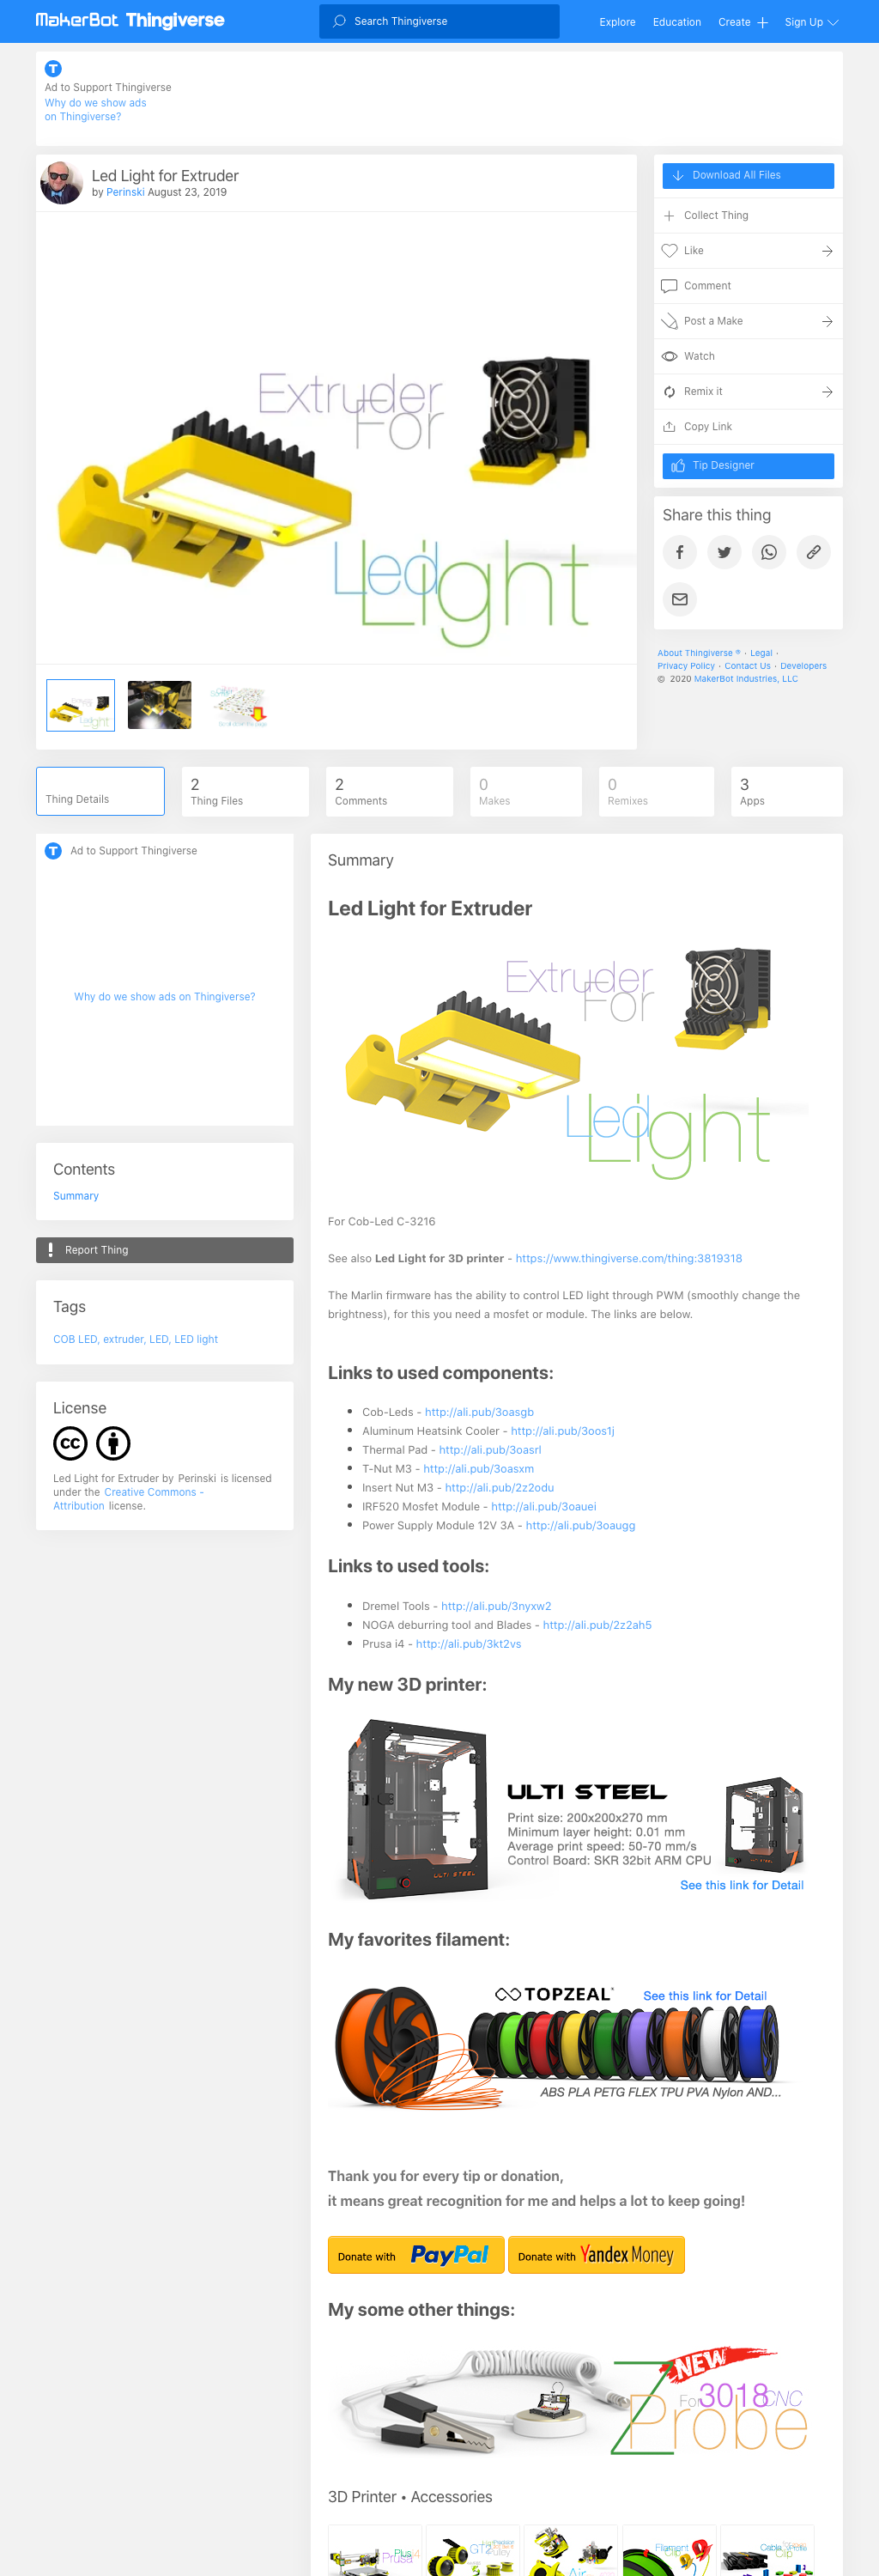 MakerBot Thingiverse
Search Thingiverse
Explore
Education
Create
Sign Up
Ad to Support Thingiverse
Why do we show ads
on Thingiverse?
Led Light for Extruder
by Perinski August 23, 2019
Extruder
For
Led
Light
Download All Files
Collect Thing
Like
Comment
Post a Make
Watch
Remix it
Copy Link
Tip Designer
Share this thing
About Thingiverse ® · Legal ·
Privacy Policy · Contact Us · Developers
© 2020 MakerBot Industries, LLC
Thing Details
2
Thing Files
2
Comments
0
Makes
0
Remixes
3
Apps
Ad to Support Thingiverse
Why do we show ads on Thingiverse?
Contents
Summary
Report Thing
Tags
COB LED, extruder, LED, LED light
License
Led Light for Extruder by Perinski is licensed
under the Creative Commons -
Attribution license.
Summary
Led Light for Extruder
Extruder
For
Led
Light
For Cob-Led C-3216
See also Led Light for 3D printer - https://www.thingiverse.com/thing:3819318
The Marlin firmware has the ability to control LED light through PWM (smoothly change the
brightness), for this you need a mosfet or module. The links are below.
Links to used components:
Cob-Leds - http://ali.pub/3oasgb
Aluminum Heatsink Cooler - http://ali.pub/3oos1j
Thermal Pad - http://ali.pub/3oasrl
T-Nut M3 - http://ali.pub/3oasxm
Insert Nut M3 - http://ali.pub/2z2odu
IRF520 Mosfet Module - http://ali.pub/3oauei
Power Supply Module 12V 3A - http://ali.pub/3oaugg
Links to used tools:
Dremel Tools - http://ali.pub/3nyxw2
NOGA deburring tool and Blades - http://ali.pub/2z2ah5
Prusa i4 - http://ali.pub/3kt2vs
My new 3D printer:
ULTI STEEL
Print size: 200x200x270 mm
Minimum layer height: 0.01 mm
Average print speed: 50-70 mm/s
Control Board: SKR 32bit ARM CPU
See this link for Detail
ULTI STEEL
My favorites filament:
TOPZEAL
See this link for Detail
ABS PLA PETG FLEX TPU PVA Nylon AND...
Thank you for every tip or donation,
it means great recognition for me and helps a lot to keep going!
Donate with PayPal
Donate with Yandex Money
My some other things:
NEW
For 3018 CNC
Z Probe
3D Printer • Accessories
Plus
Prusa
GT2
Air
Filament
Clip
Cable
Clip